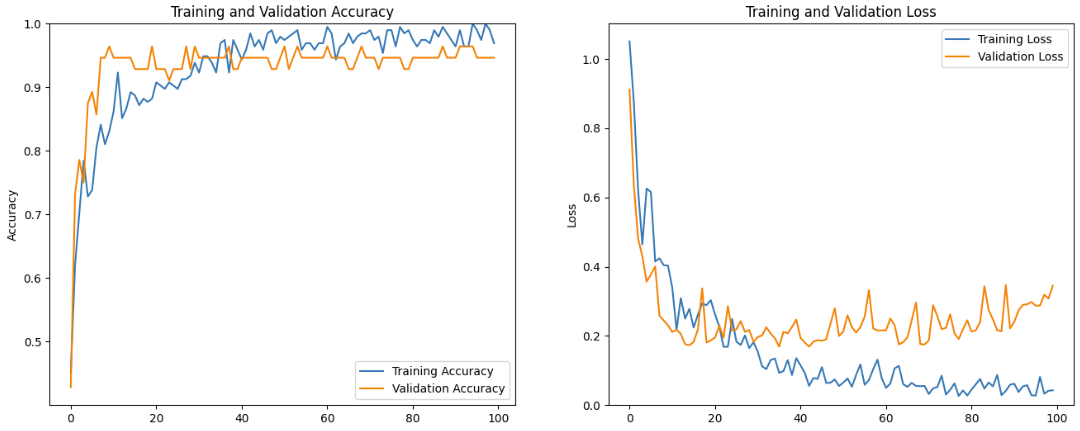 Training and Validation Accuracy
1.0
0.9
0.8
0.7
0.6
0.5
Accuracy
Training Accuracy
Validation Accuracy
0 20 40 60 80 100
Training and Validation Loss
1.0
0.8
0.6
0.4
0.2
0.0
Loss
Training Loss
Validation Loss
0 20 40 60 80 100